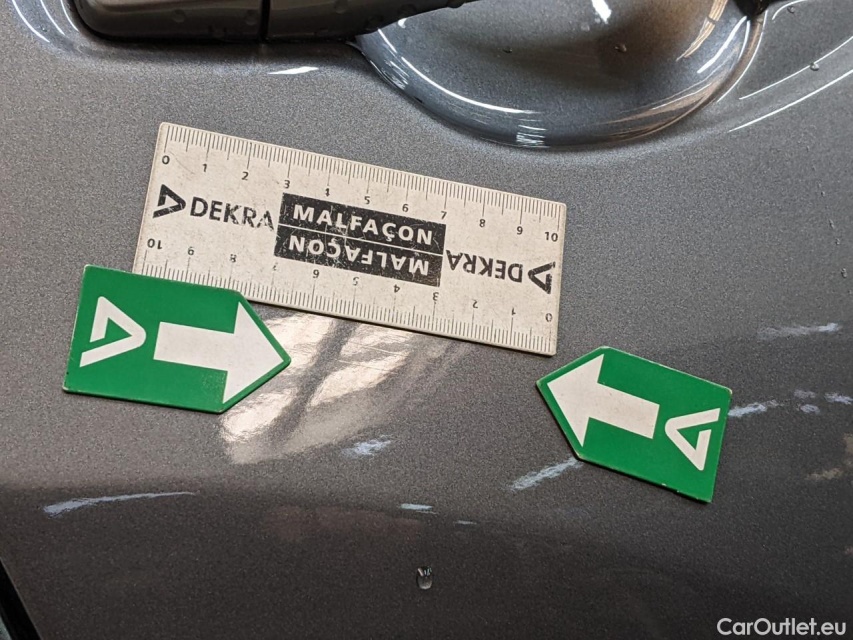 0 1 2 3 4 5 6 7 8 9 10
DEKRA MALFAÇON
MALFAÇON DEKRA
10 9 8 7 6 5 4 3 2 1 0
CarOutlet.eu